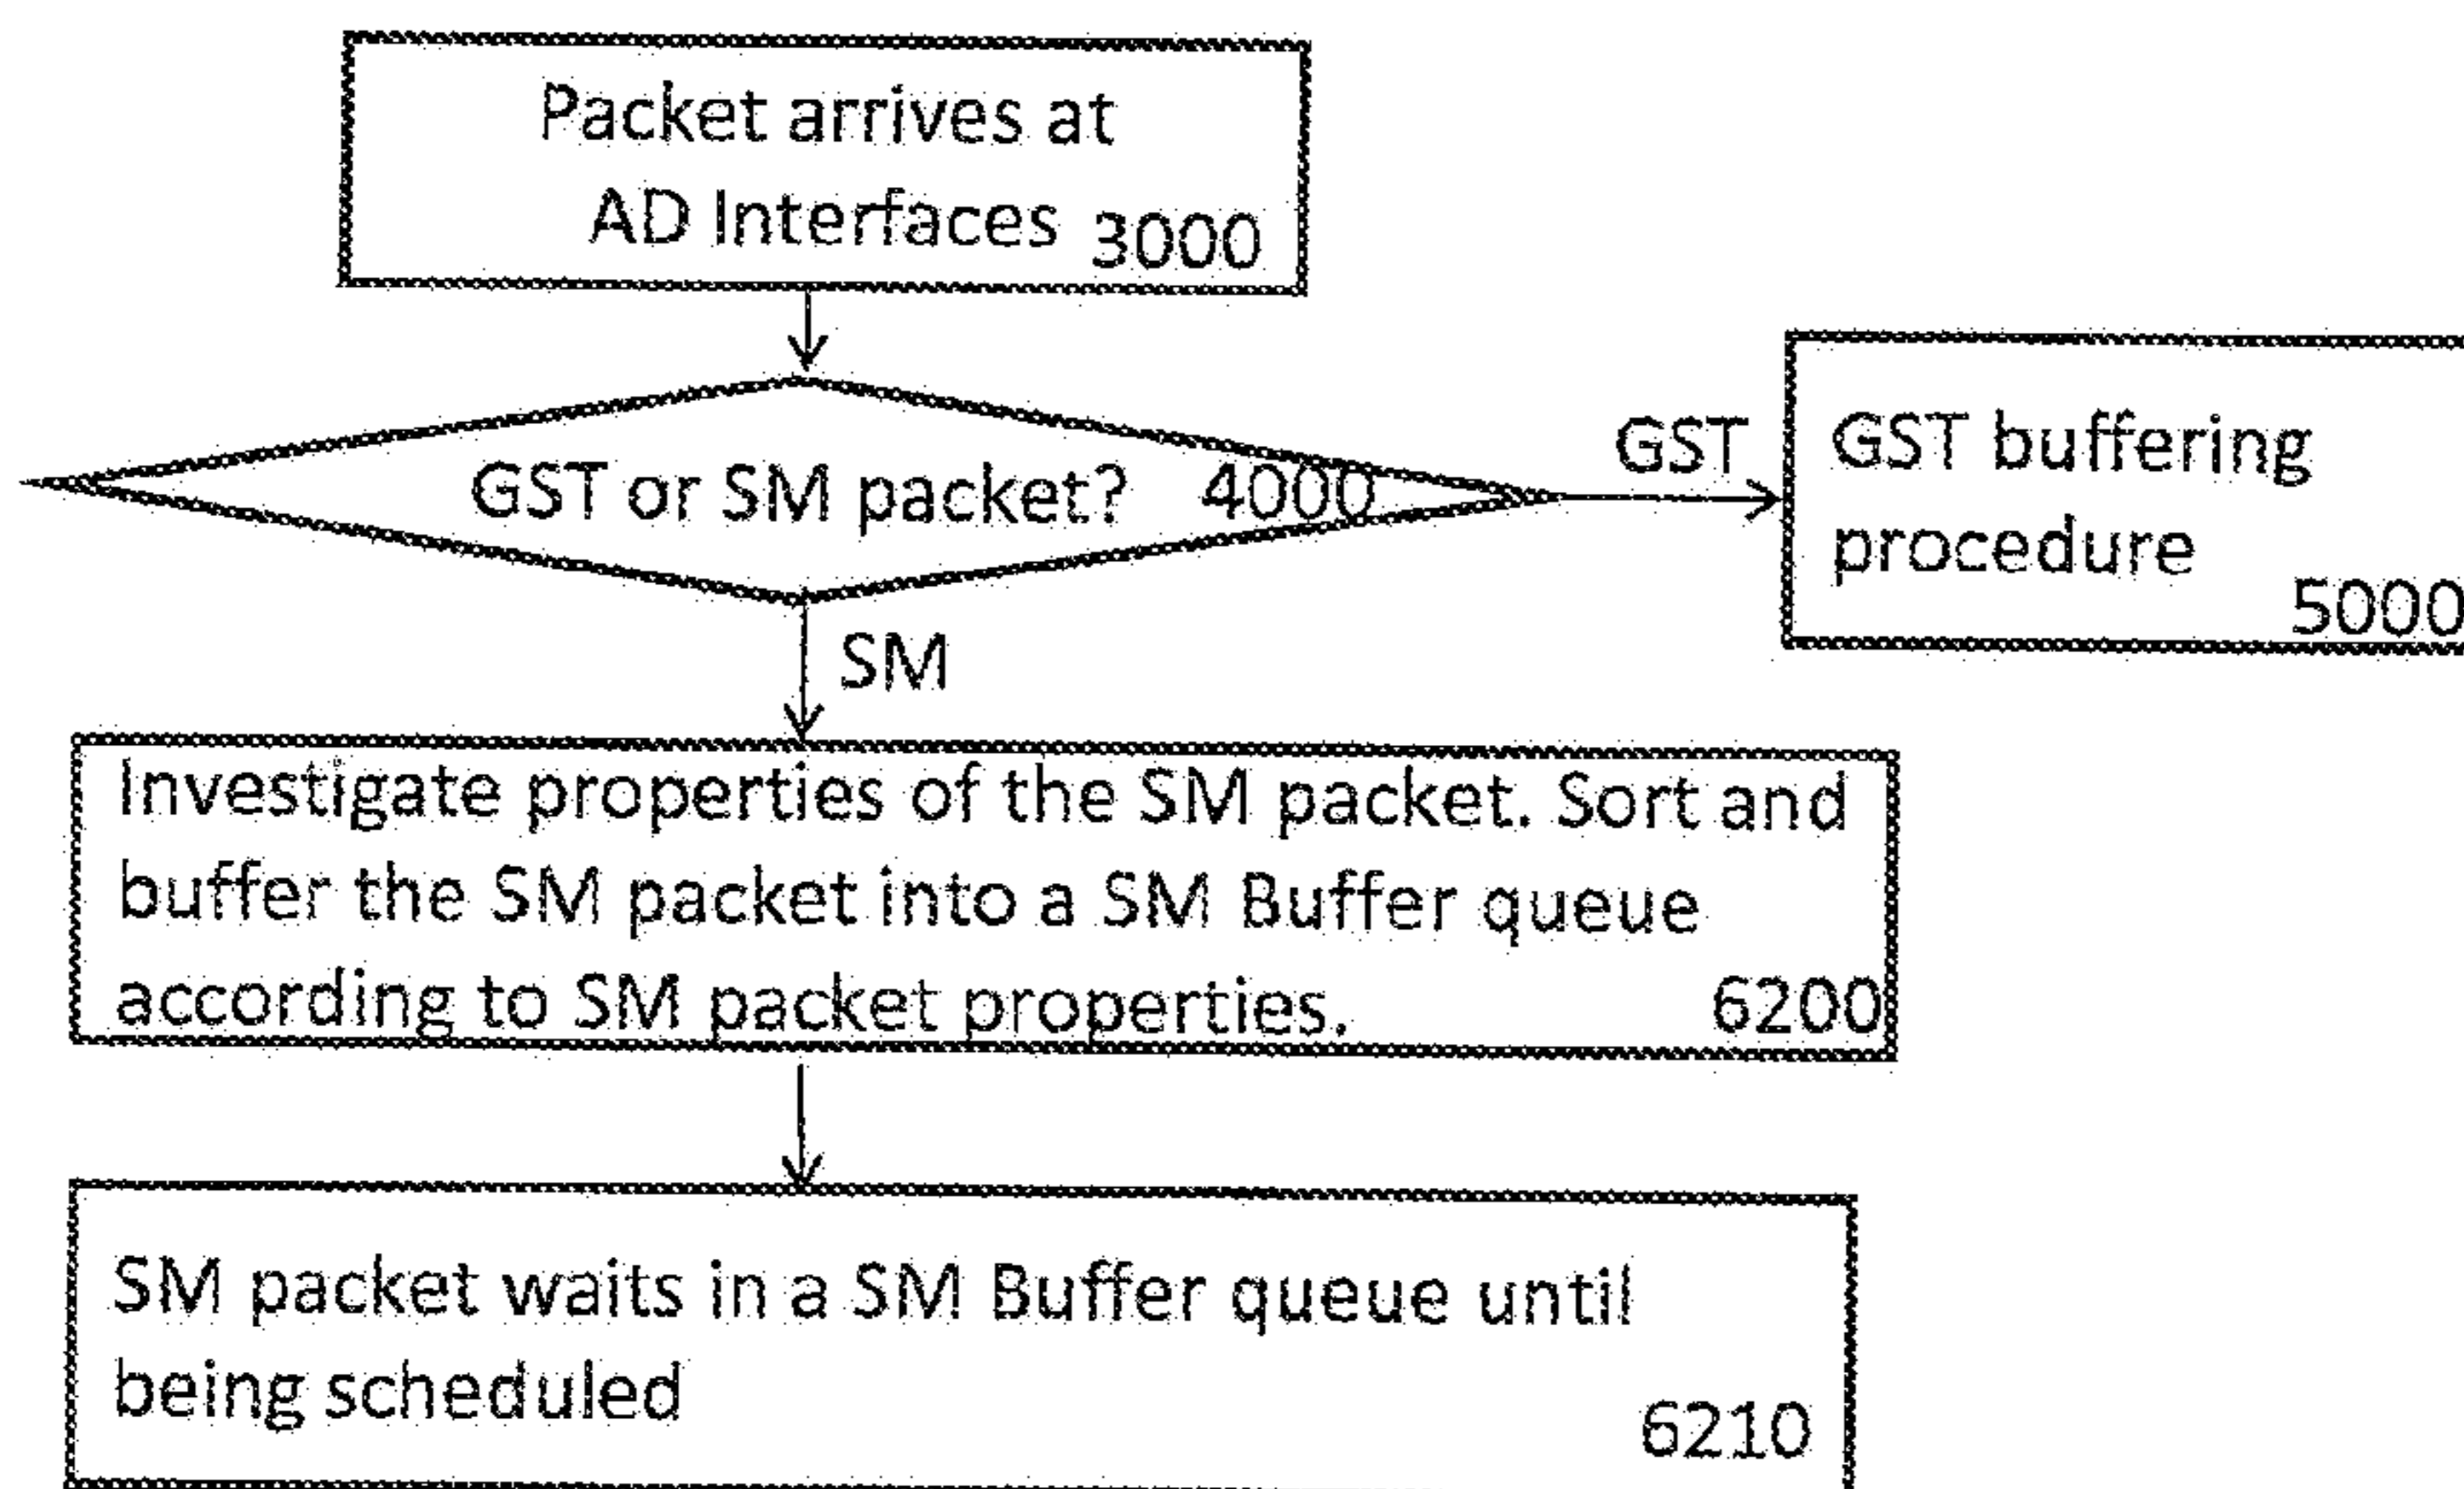 Packet arrives at
AD Interfaces 3000
GST or SM packet? 4000
GST
GST buffering
procedure
5000
SM
Investigate properties of the SM packet. Sort and
buffer the SM packet into a SM Buffer queue
according to SM packet properties. 6200
SM packet waits in a SM Buffer queue until
being scheduled
6210